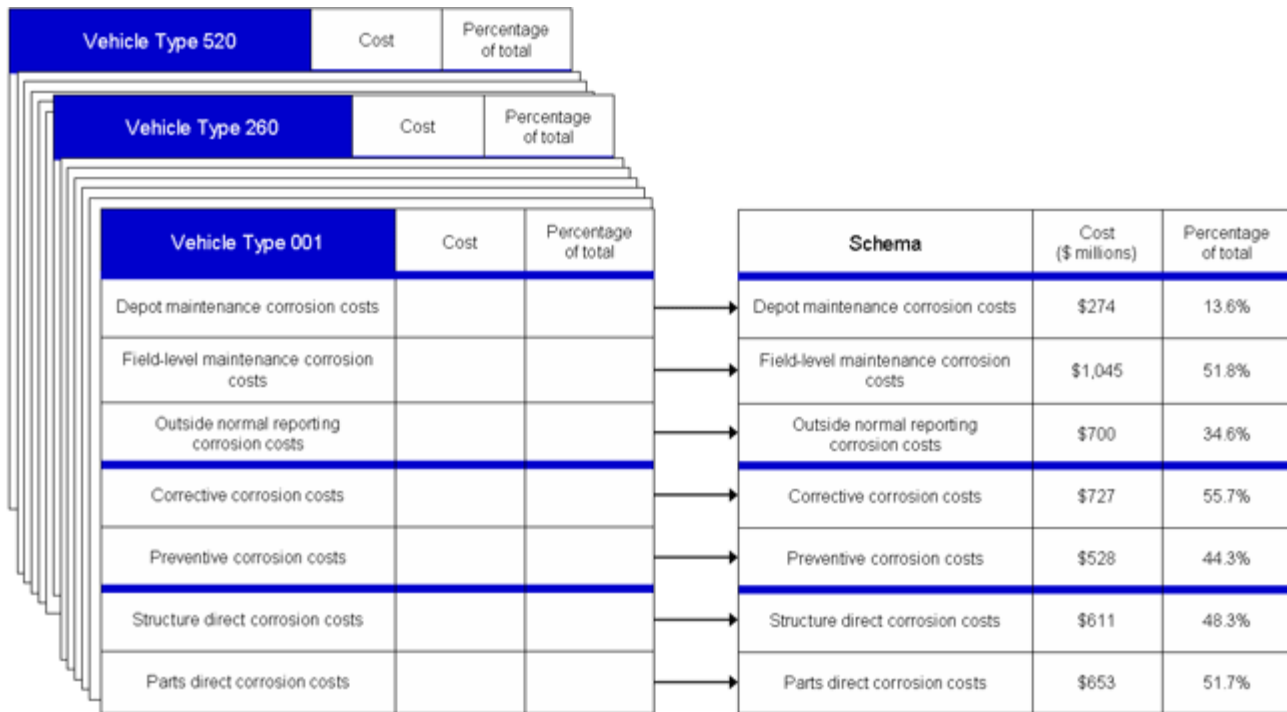 Vehicle Type 520
Cost
Percentage
of total
Vehicle Type 260
Cost
Percentage
of total
Vehicle Type 001
Cost
Percentage
of total
Depot maintenance corrosion costs
Field-level maintenance corrosion
costs
Outside normal reporting
corrosion costs
Corrective corrosion costs
Preventive corrosion costs
Structure direct corrosion costs
Parts direct corrosion costs
Schema
Cost
($ millions)
Percentage
of total
Depot maintenance corrosion costs
$274
13.6%
Field-level maintenance corrosion
costs
$1,045
51.8%
Outside normal reporting
corrosion costs
$700
34.6%
Corrective corrosion costs
$727
55.7%
Preventive corrosion costs
$528
44.3%
Structure direct corrosion costs
$611
48.3%
Parts direct corrosion costs
$653
51.7%